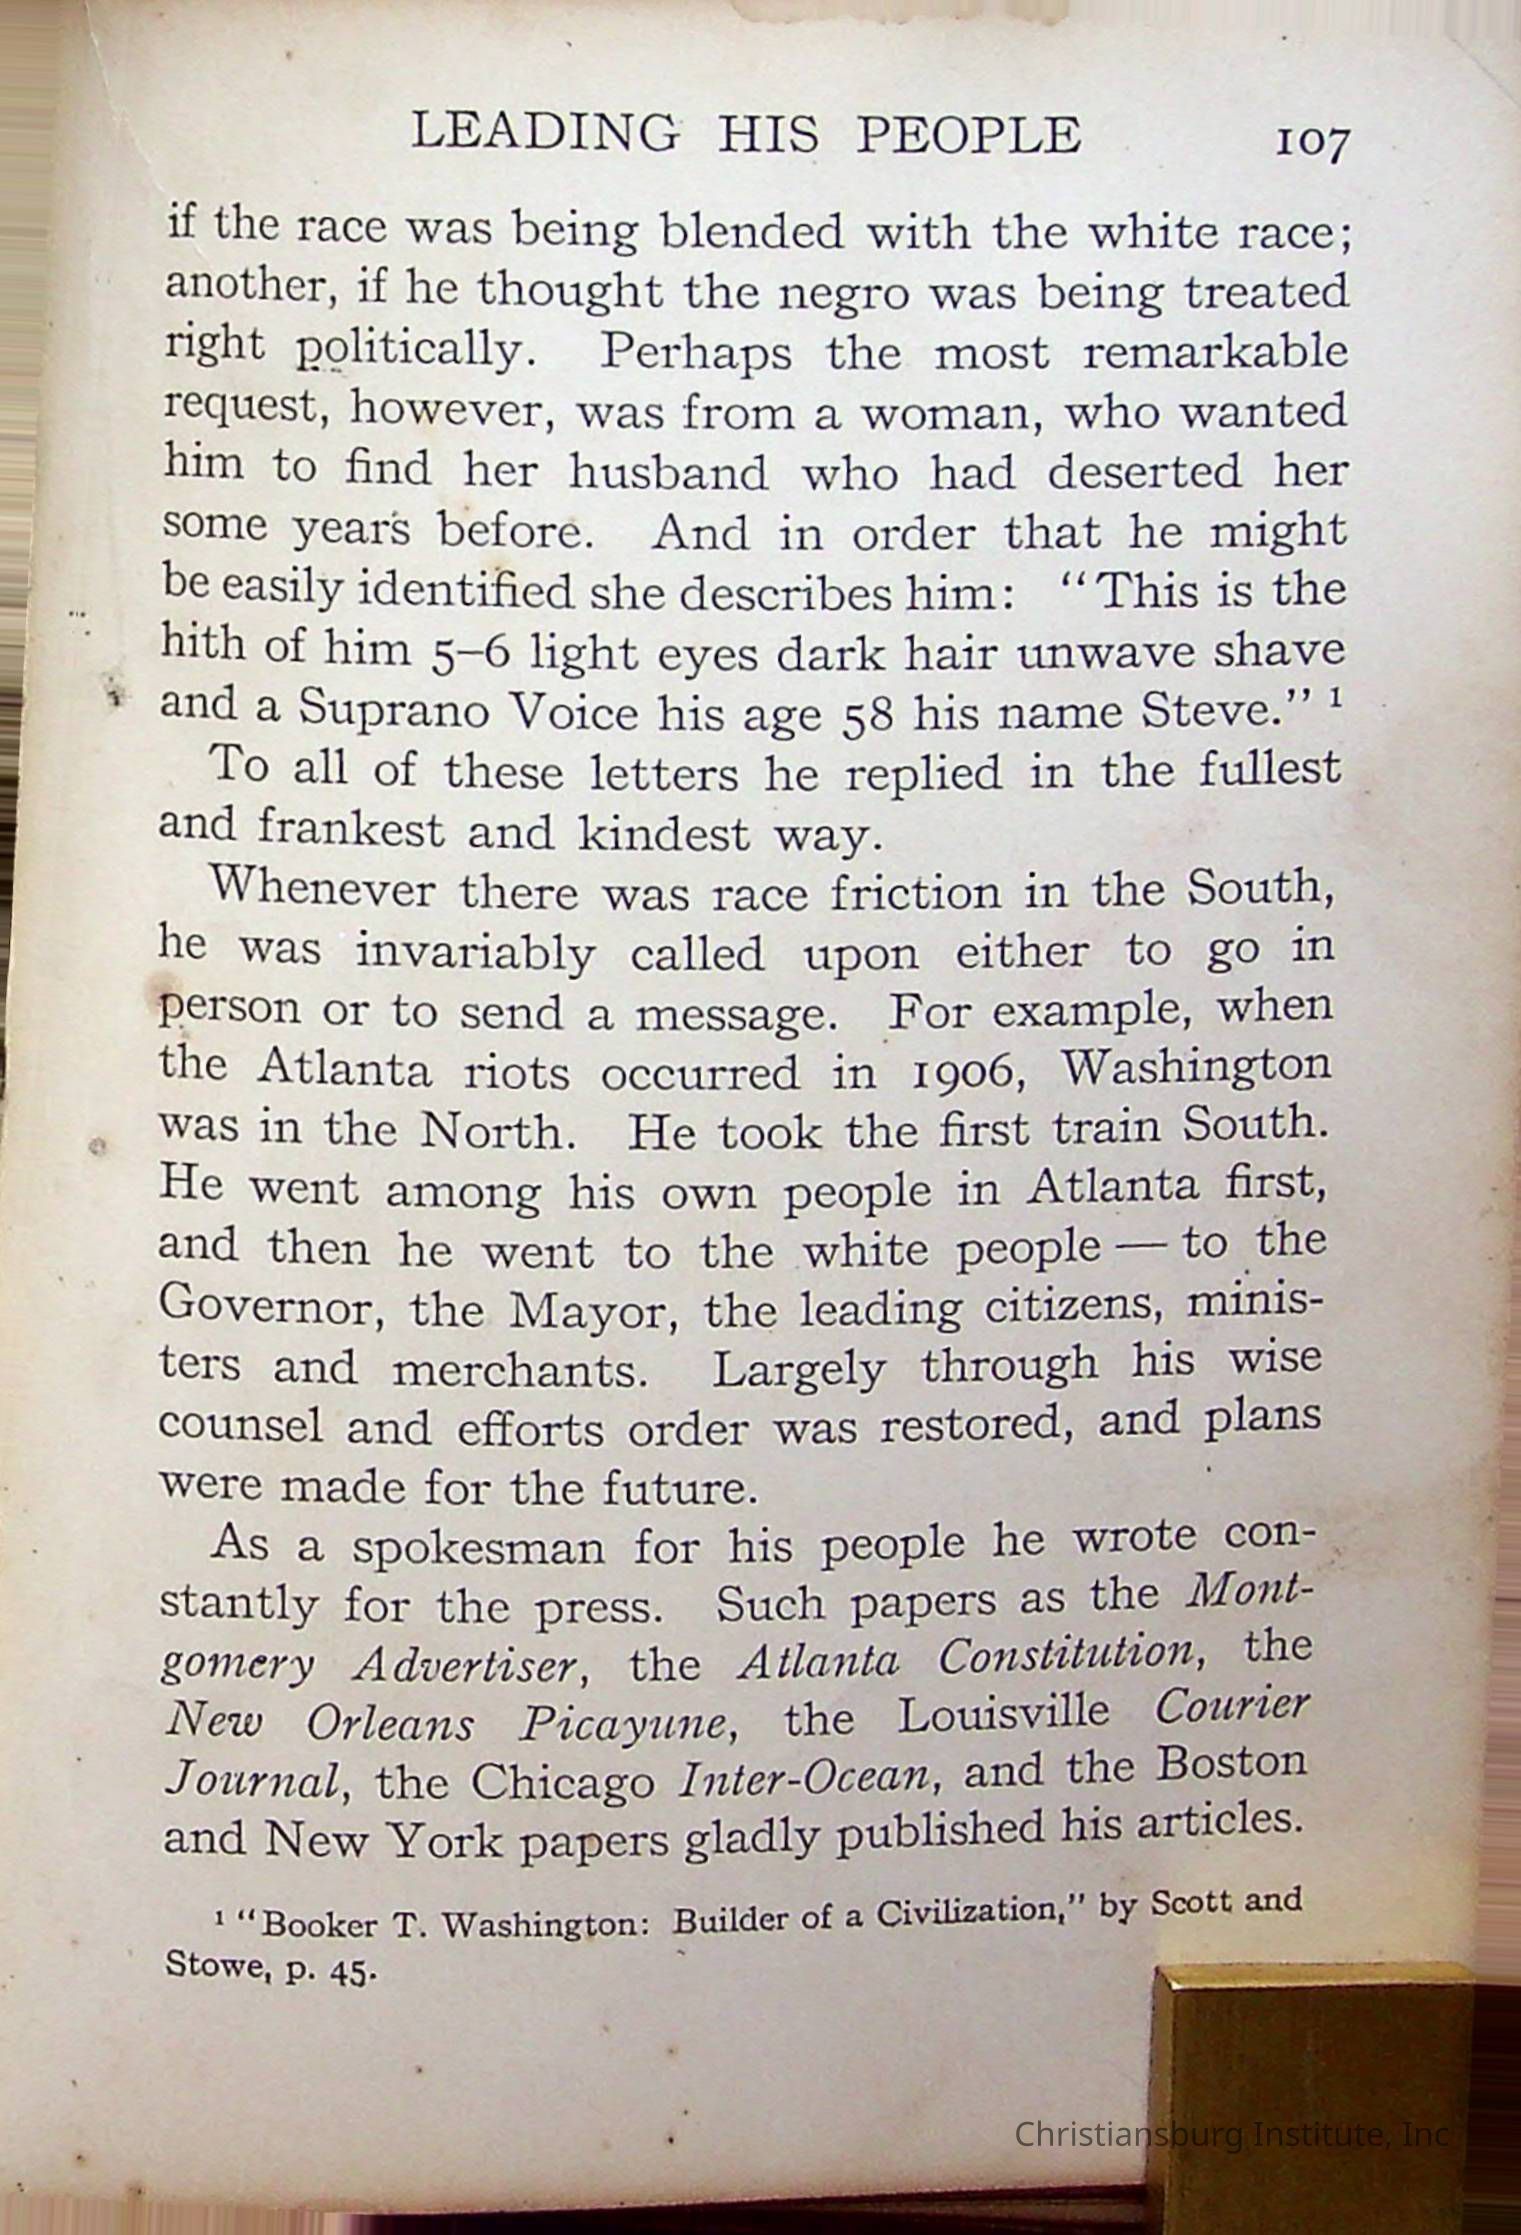 LEADING HIS PEOPLE 107
if the race was being blended with the white race;
another, if he thought the negro was being treated
right politically. Perhaps the most remarkable
request, however, was from a woman, who wanted
him to find her husband who had deserted her
some years before. And in order that he might
be easily identified she describes him: “This is the
hith of him 5–6 light eyes dark hair unwave shave
and a Suprano Voice his age 58 his name Steve.” 1
To all of these letters he replied in the fullest
and frankest and kindest way.
Whenever there was race friction in the South,
he was invariably called upon either to go in
person or to send a message. For example, when
the Atlanta riots occurred in 1906, Washington
was in the North. He took the first train South.
He went among his own people in Atlanta first,
and then he went to the white people — to the
Governor, the Mayor, the leading citizens, minis-
ters and merchants. Largely through his wise
counsel and efforts order was restored, and plans
were made for the future.
As a spokesman for his people he wrote con-
stantly for the press. Such papers as the Mont-
gomery Advertiser, the Atlanta Constitution, the
New Orleans Picayune, the Louisville Courier
Journal, the Chicago Inter-Ocean, and the Boston
and New York papers gladly published his articles.
1 “Booker T. Washington: Builder of a Civilization,” by Scott and
Stowe, p. 45.
Christiansburg Institute, Inc